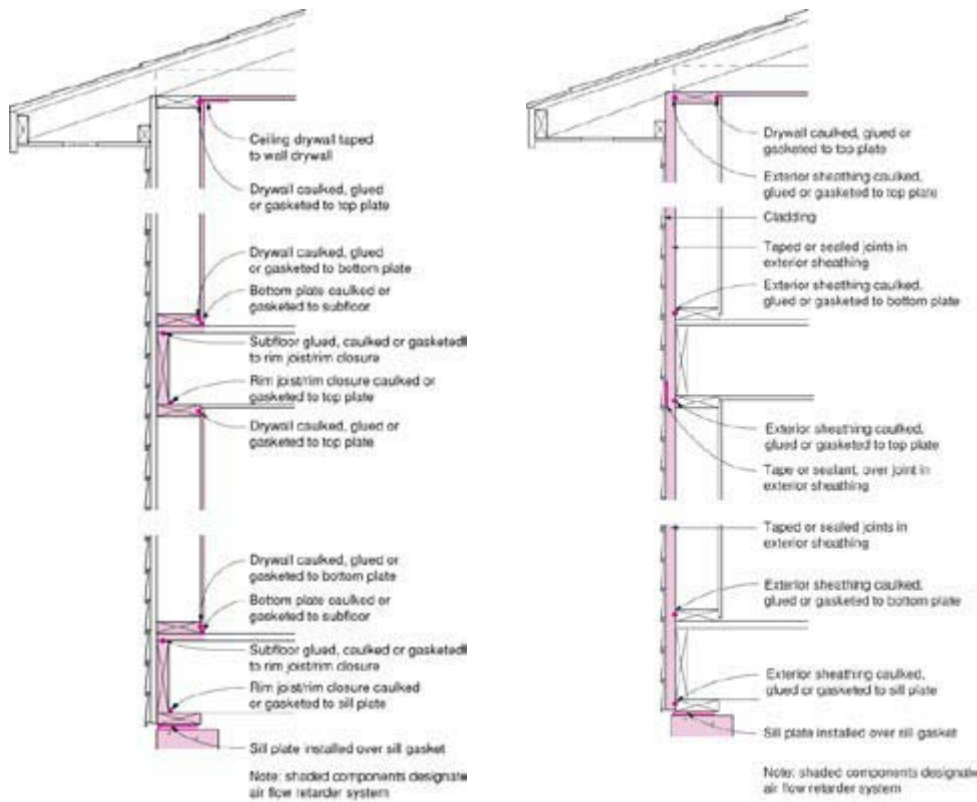 Ceiling drywall taped
to wall drywall
Drywall caulked, glued
or gasketed to top plate
Drywall caulked, glued
or gasketed to bottom plate
Bottom plate caulked or
gasketed to subfloor
Subfloor glued, caulked or gasketed
to rim joist/rim closure
Rim joist/rim closure caulked or
gasketed to top plate
Drywall caulked, glued or
gasketed to top plate
Drywall caulked, glued or
gasketed to bottom plate
Bottom plate caulked or
gasketed to subfloor
Subfloor glued, caulked or gasketed
to rim joist/rim closure
Rim joist/rim closure caulked
or gasketed to sill plate
Sill plate installed over sill gasket
Note: shaded components designate
air flow retarder system
Drywall caulked, glued or
gasketed to top plate
Exterior sheathing caulked,
glued or gasketed to top plate
Cladding
Taped or sealed joints in
exterior sheathing
Exterior sheathing caulked,
glued or gasketed to bottom plate
Exterior sheathing caulked,
glued or gasketed to top plate
Tape or sealant, over joint in
exterior sheathing
Taped or sealed joints in
exterior sheathing
Exterior sheathing caulked,
glued or gasketed to bottom plate
Exterior sheathing caulked,
glued or gasketed to sill plate
Sill plate installed over sill gasket
Note: shaded components designate
air flow retarder system